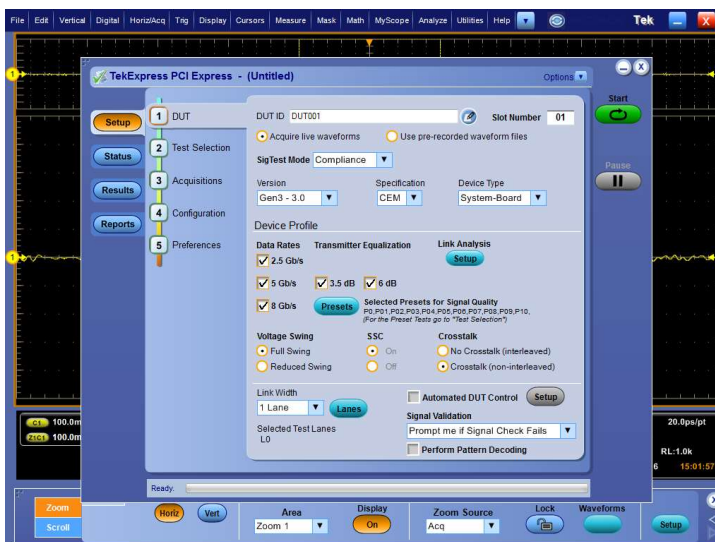 File Edit Vertical Digital Horiz/Acq Trig Display Cursors Measure Mask Math MyScope Analyze Utilities Help Tek X
TekExpress PCI Express - (Untitled) Options X
Start
Pause
Setup
Status
Results
Reports
1 DUT
2 Test Selection
3 Acquisitions
4 Configuration
5 Preferences
DUT ID DUT001 Slot Number 01
Acquire live waveforms Use pre-recorded waveform files
SigTest Mode Compliance
Version Specification Device Type
Gen3 - 3.0 CEM System-Board
Device Profile
Data Rates Transmitter Equalization Link Analysis
2.5 Gb/s Setup
5 Gb/s 3.5 dB 6 dB
8 Gb/s Presets Selected Presets for Signal Quality
P0,P01,P02,P03,P04,P05,P06,P07,P08,P09,P10,
(For the Preset Tests go to "Test Selection")
Voltage Swing SSC Crosstalk
Full Swing On No Crosstalk (interleaved)
Reduced Swing Off Crosstalk (non-interleaved)
Link Width Automated DUT Control Setup
1 Lane Lanes Signal Validation
Selected Test Lanes Prompt me if Signal Check Fails
L0 Perform Pattern Decoding
Ready.
1
1
C1 100.0m 20.0ps/pt
Z1C1 100.0m RL:1.0k
6 15:01:57
Zoom
Scroll
Horiz Vert Area Display Zoom Source Lock Waveforms
Zoom 1 On Acq Setup